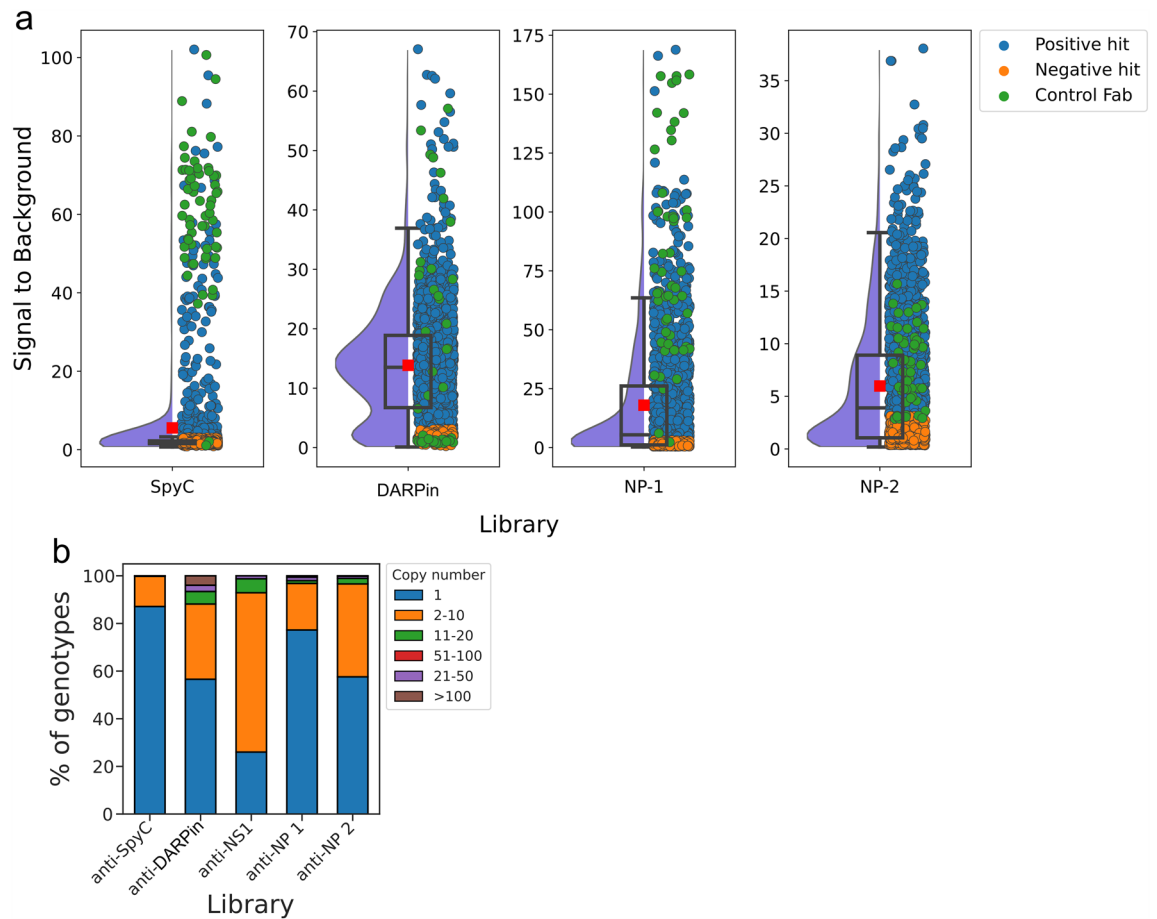 a
Signal to Background
100
80
60
40
20
0
SpyC
70
60
50
40
30
20
10
0
DARPin
175
150
125
100
75
50
25
0
NP-1
35
30
25
20
15
10
5
0
NP-2
Positive hit
Negative hit
Control Fab
Library
b
% of genotypes
100
80
60
40
20
0
anti-SpyC
anti-DARPin
anti-NS1
anti-NP 1
anti-NP 2
Library
Copy number
1
2-10
11-20
51-100
21-50
>100